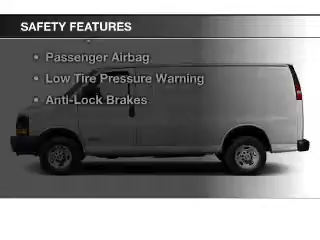 SAFETY FEATURES
• Passenger Airbag
• Low Tire Pressure Warning
• Anti-Lock Brakes